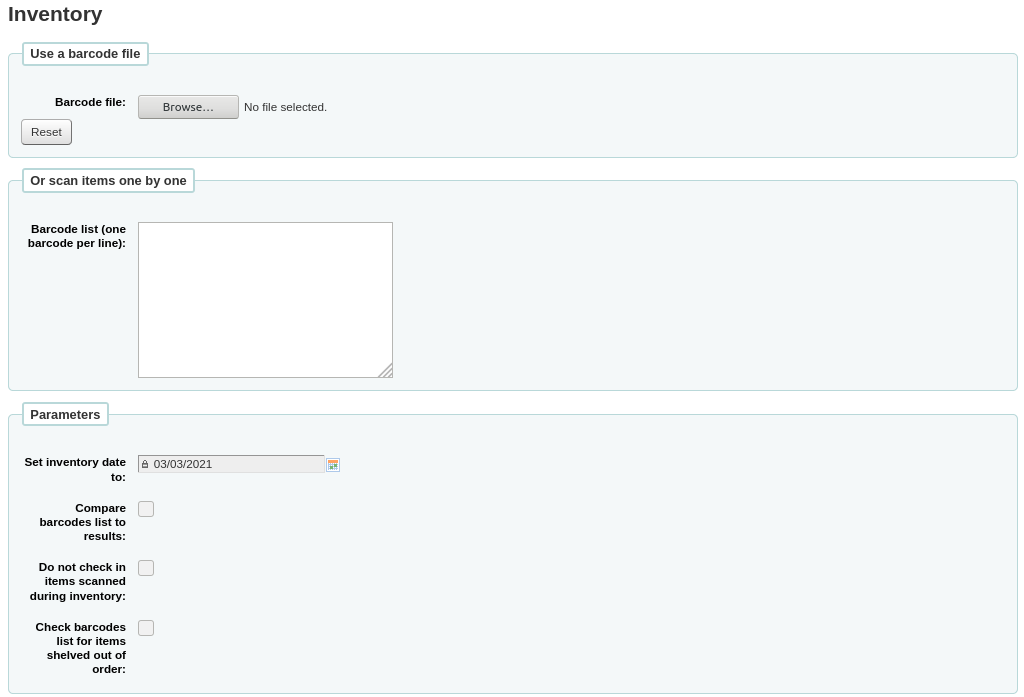 Inventory
Use a barcode file
Barcode file:
Browse...
No file selected.
Reset
Or scan items one by one
Barcode list (one
barcode per line):
Parameters
Set inventory date
to:
03/03/2021
Compare
barcodes list to
results:
Do not check in
items scanned
during inventory:
Check barcodes
list for items
shelved out of
order: